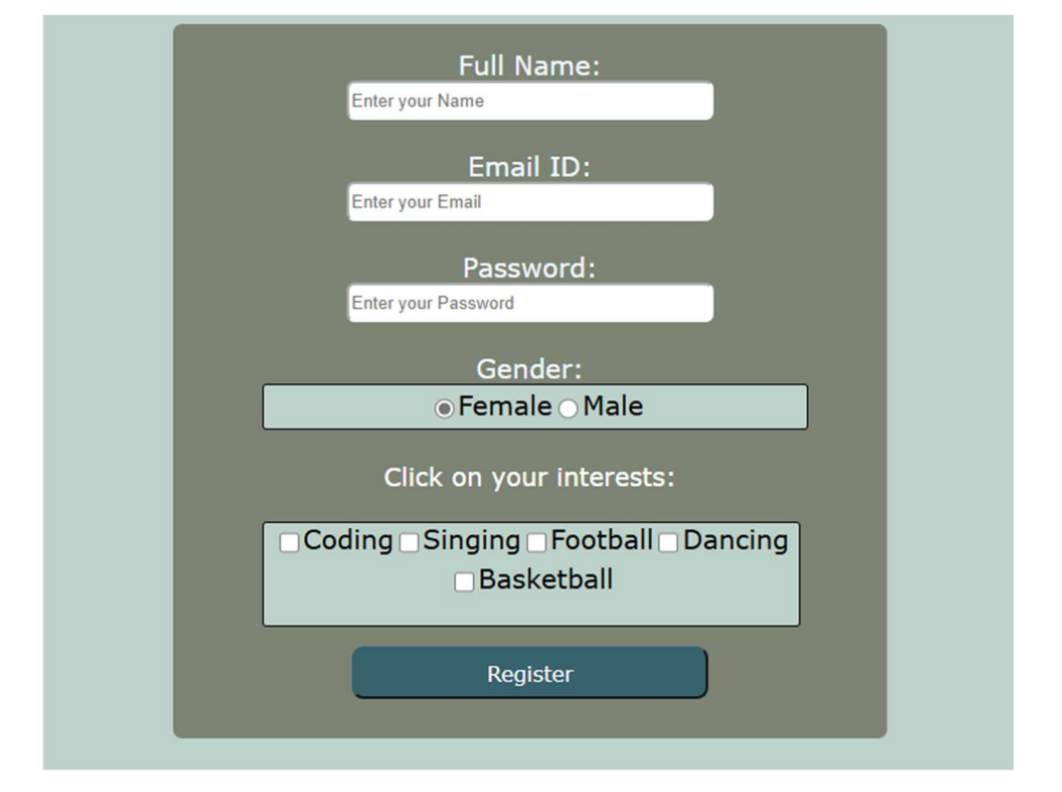 Full Name:
Enter your Name
Email ID:
Enter your Email
Password:
Enter your Password
Gender:
Female Male
Click on your interests:
Coding Singing Football Dancing
Basketball
Register